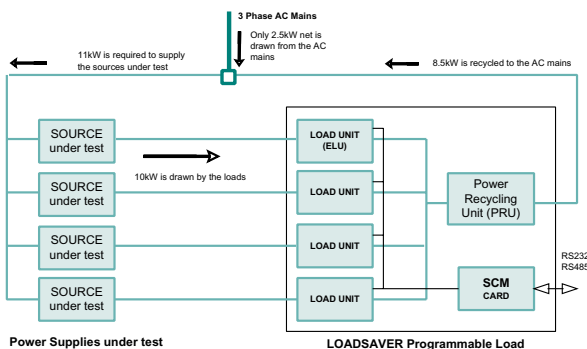 3 Phase AC Mains
Only 2.5kW net is
drawn from the AC
mains
11kW is required to supply
the sources under test
8.5kW is recycled to the AC mains
SOURCE
under test
LOAD UNIT
(ELU)
10kW is drawn by the loads
SOURCE
under test
LOAD UNIT
Power
Recycling
Unit (PRU)
SOURCE
under test
LOAD UNIT
SOURCE
under test
LOAD UNIT
SCM
CARD
RS232
RS485
Power Supplies under test
LOADSAVER Programmable Load